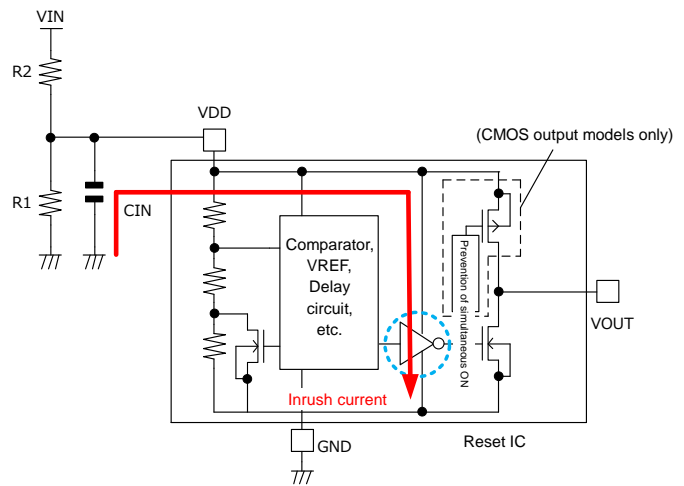 VIN
R2
VDD
(CMOS output models only)
R1
CIN
Comparator,
VREF,
Delay
circuit,
etc.
Prevention of simultaneous ON
VOUT
Inrush current
GND
Reset IC